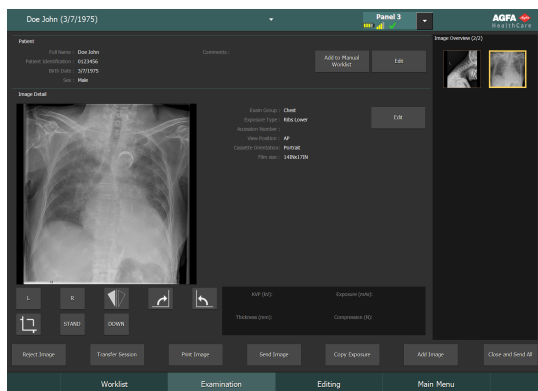 Doe John (3/7/1975)
Panel 3
AGFA
HealthCare
Patient
Full Name : Doe John
Patient Identification : 0123456
Birth Date : 3/7/1975
Sex : Male
Comments :
Add to Manual
Worklist
Edit
Image Overview (2/2)
Image Detail
Exam Group : Chest
Exposure Type : Ribs Lower
Accession Number :
View Position : AP
Cassette Orientation : Portrait
Film size : 14INx17IN
Edit
L
R
STAND
DOWN
KVP (kV):
Exposure (mAs):
Thickness (mm):
Compression (N):
Reject Image
Transfer Session
Print Image
Send Image
Copy Exposure
Add Image
Close and Send All
Worklist
Examination
Editing
Main Menu